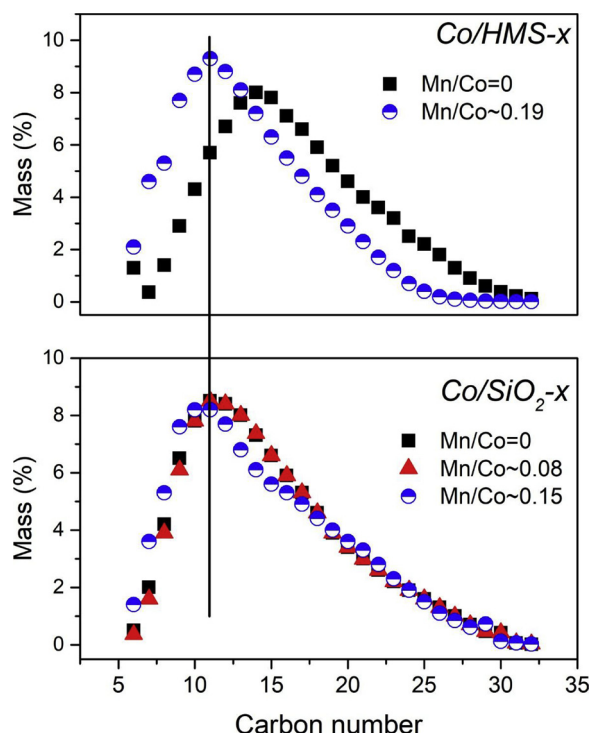 Co/HMS-x
Mn/Co=0
Mn/Co~0.19
Mass (%)
10
8
6
4
2
0
Co/SiO₂-x
Mn/Co=0
Mn/Co~0.08
Mn/Co~0.15
Mass (%)
10
8
6
4
2
0
5 10 15 20 25 30 35
Carbon number